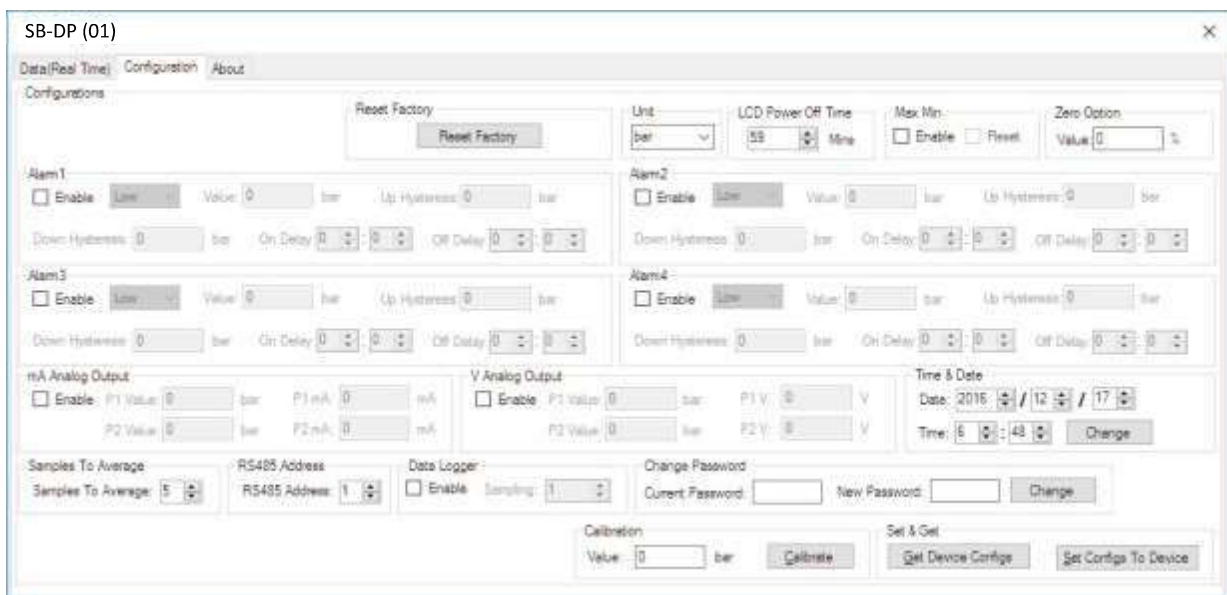 SB-DP (01)
Data(Real Time) Configuration About
Configurations
Reset Factory
Reset Factory
Unit
bar
LCD Power Off Time
59 Mins
Max Min
Enable Reset
Zero Option
Value: 0 %
Alarm1
Enable Low Value: 0 bar Up Hysteresis: 0 bar
Down Hysteresis: 0 bar On Delay: 0 : 0 Off Delay: 0 : 0
Alarm2
Enable Low Value: 0 bar Up Hysteresis: 0 bar
Down Hysteresis: 0 bar On Delay: 0 : 0 Off Delay: 0 : 0
Alarm3
Enable Low Value: 0 bar Up Hysteresis: 0 bar
Down Hysteresis: 0 bar On Delay: 0 : 0 Off Delay: 0 : 0
Alarm4
Enable Low Value: 0 bar Up Hysteresis: 0 bar
Down Hysteresis: 0 bar On Delay: 0 : 0 Off Delay: 0 : 0
mA Analog Output
Enable P1 Value: 0 bar P1 mA: 0 mA
P2 Value: 0 bar P2 mA: 0 mA
V Analog Output
Enable P1 Value: 0 bar P1 V: 0 V
P2 Value: 0 bar P2 V: 0 V
Time & Date
Date: 2016 / 12 / 17
Time: 6 : 48 Change
Samples To Average
Samples To Average: 5
RS485 Address
RS485 Address: 1
Data Logger
Enable Sampling: 1
Change Password
Current Password: New Password: Change
Calibration
Value: 0 bar Calibrate
Set & Get
Get Device Configs Set Configs To Device